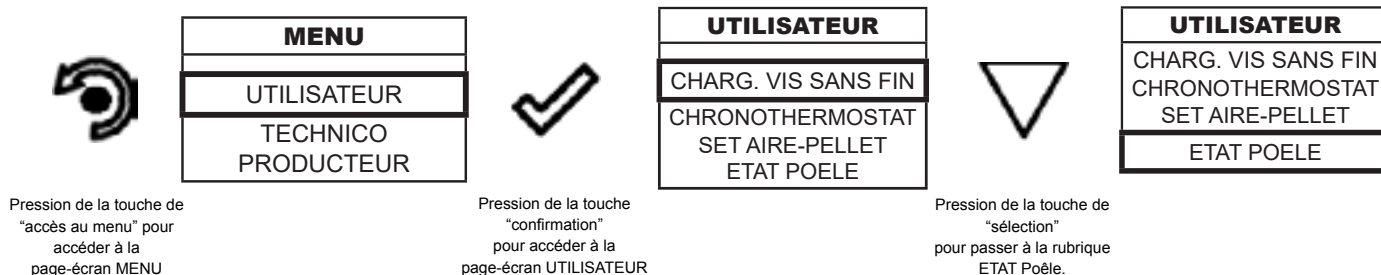 MENU
UTILISATEUR
TECHNICO
PRODUCTEUR
Pression de la touche de
“accès au menu” pour
accéder à la
page-écran MENU
UTILISATEUR
CHARG. VIS SANS FIN
CHRONOTHERMOSTAT
SET AIRE-PELLET
ETAT POELE
Pression de la touche
“confirmation”
pour accéder à la
page-écran UTILISATEUR
UTILISATEUR
CHARG. VIS SANS FIN
CHRONOTHERMOSTAT
SET AIRE-PELLET
ETAT POELE
Pression de la touche de
“sélection”
pour passer à la rubrique
ETAT Poêle.